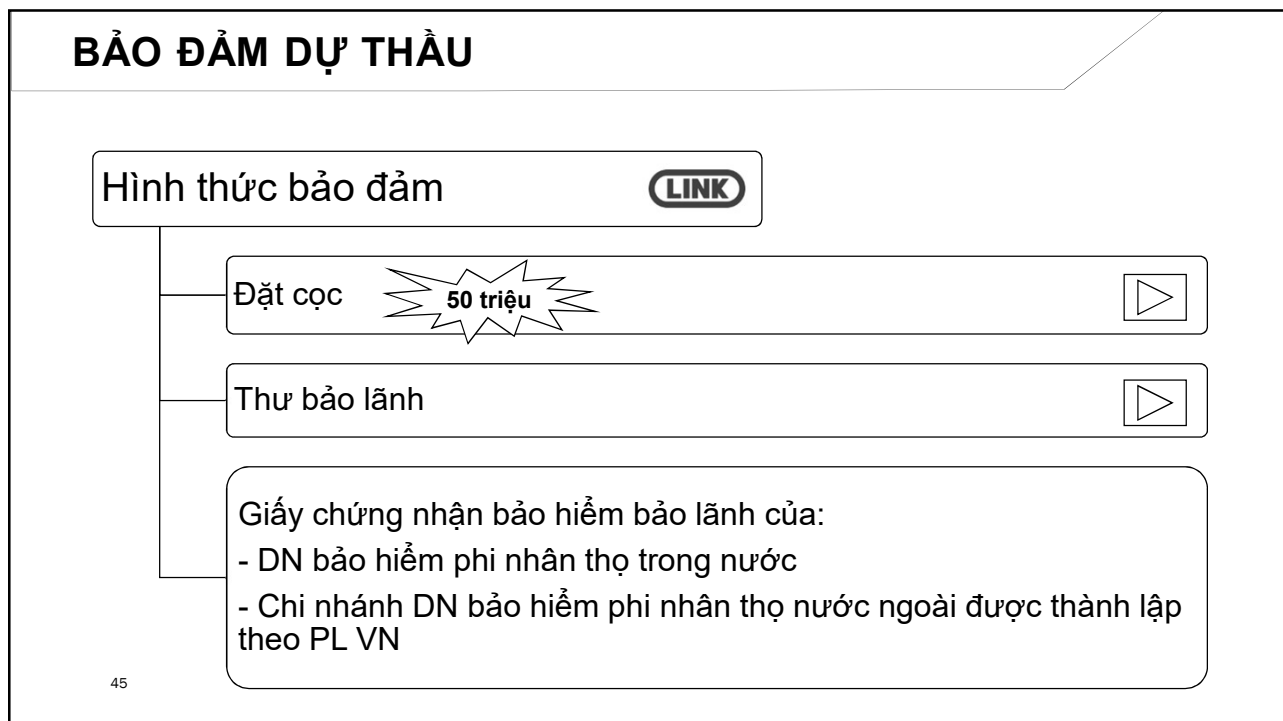 BẢO ĐẢM DỰ THẦU
Hình thức bảo đảm
LINK
Đặt cọc
50 triệu
Thư bảo lãnh
Giấy chứng nhận bảo hiểm bảo lãnh của:
- DN bảo hiểm phi nhân thọ trong nước
- Chi nhánh DN bảo hiểm phi nhân thọ nước ngoài được thành lập
theo PL VN
45